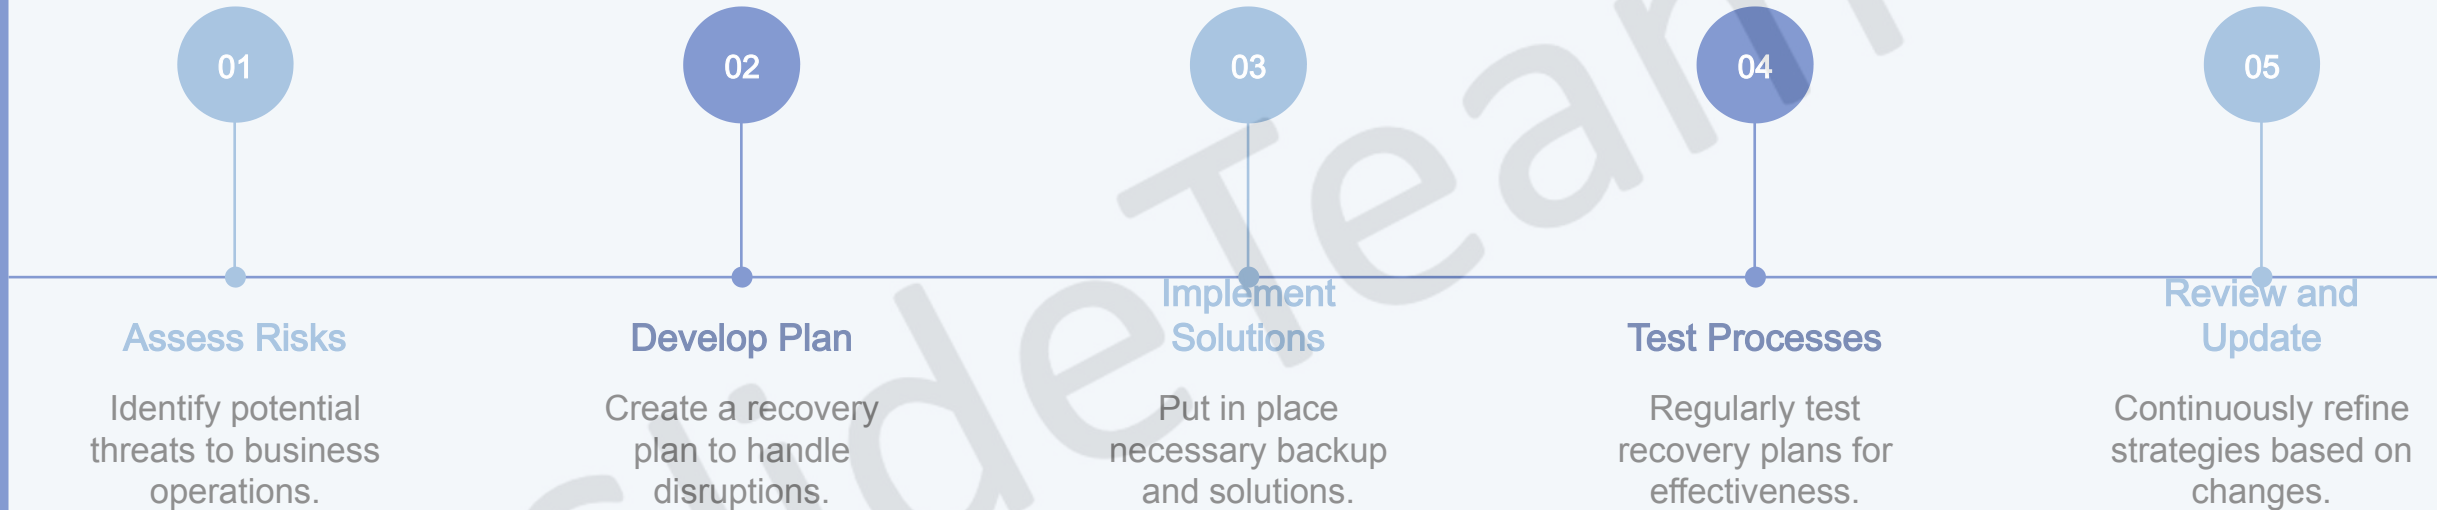 01
02
03
04
05
Assess Risks
Identify potential
threats to business
operations.
Develop Plan
Create a recovery
plan to handle
disruptions.
Implement
Solutions
Put in place
necessary backup
and solutions.
Test Processes
Regularly test
recovery plans for
effectiveness.
Review and
Update
Continuously refine
strategies based on
changes.
slideTeam